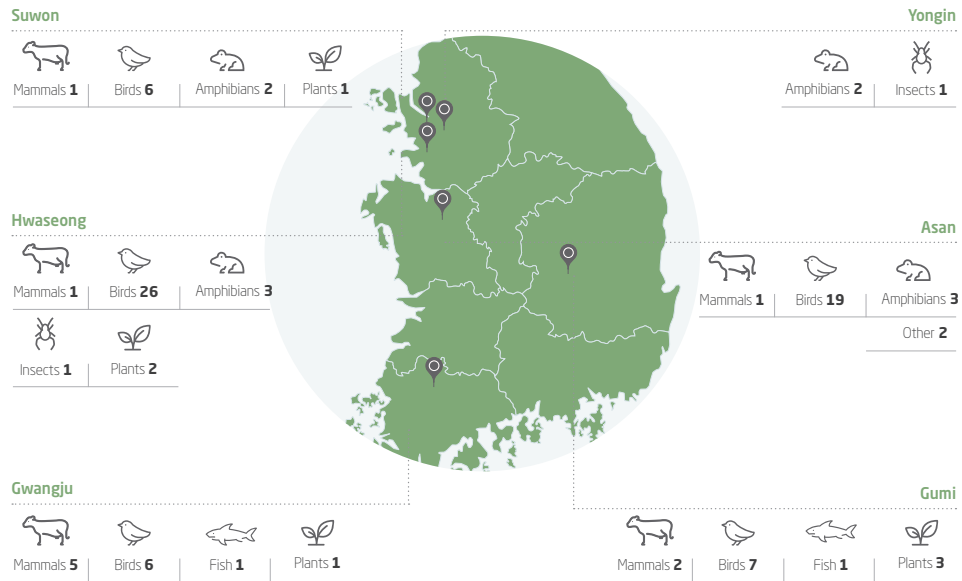 Suwon
Mammals 1 Birds 6 Amphibians 2 Plants 1
Yongin
Amphibians 2 Insects 1
Hwaseong
Mammals 1 Birds 26 Amphibians 3
Insects 1 Plants 2
Asan
Mammals 1 Birds 19 Amphibians 3
Other 2
Gwangju
Mammals 5 Birds 6 Fish 1 Plants 1
Gumi
Mammals 2 Birds 7 Fish 1 Plants 3